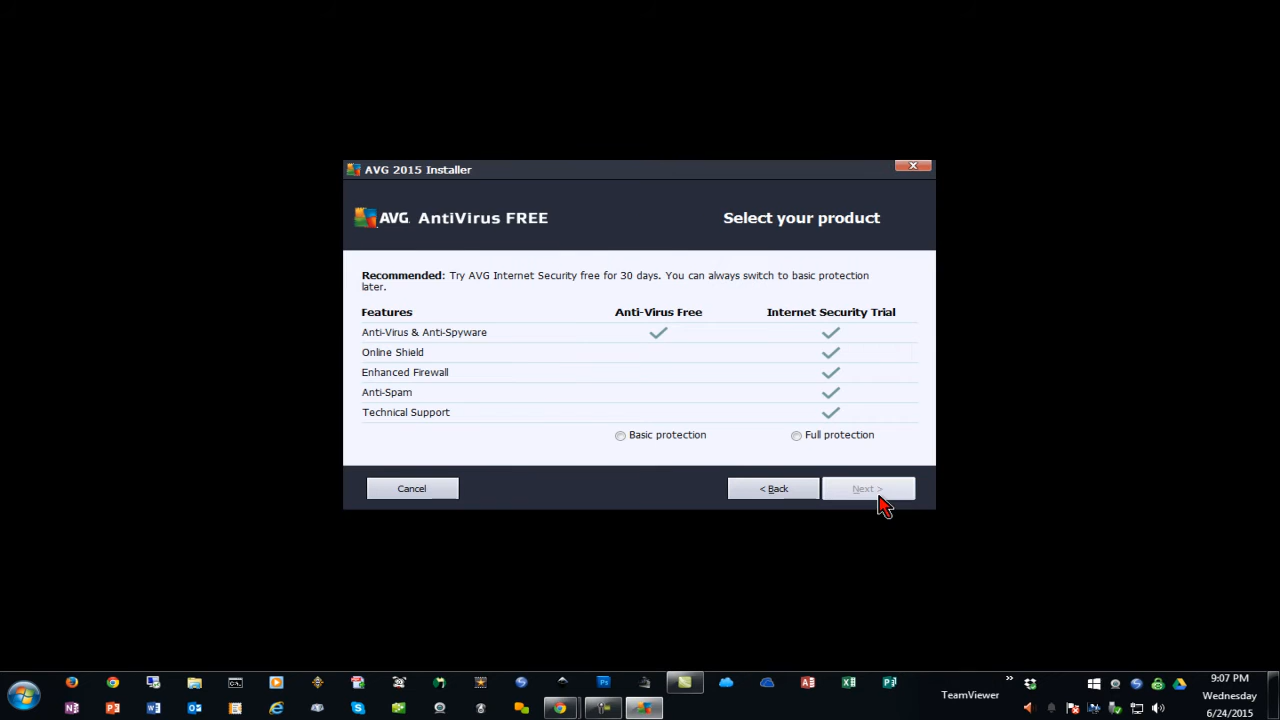 AVG 2015 Installer
AVG. AntiVirus FREE
Select your product
Recommended: Try AVG Internet Security free for 30 days. You can always switch to basic protection
later.
Features Anti-Virus Free Internet Security Trial
Anti-Virus & Anti-Spyware
Online Shield
Enhanced Firewall
Anti-Spam
Technical Support
Basic protection Full protection
Cancel < Back Next >
TeamViewer
9:07 PM
Wednesday
6/24/2015